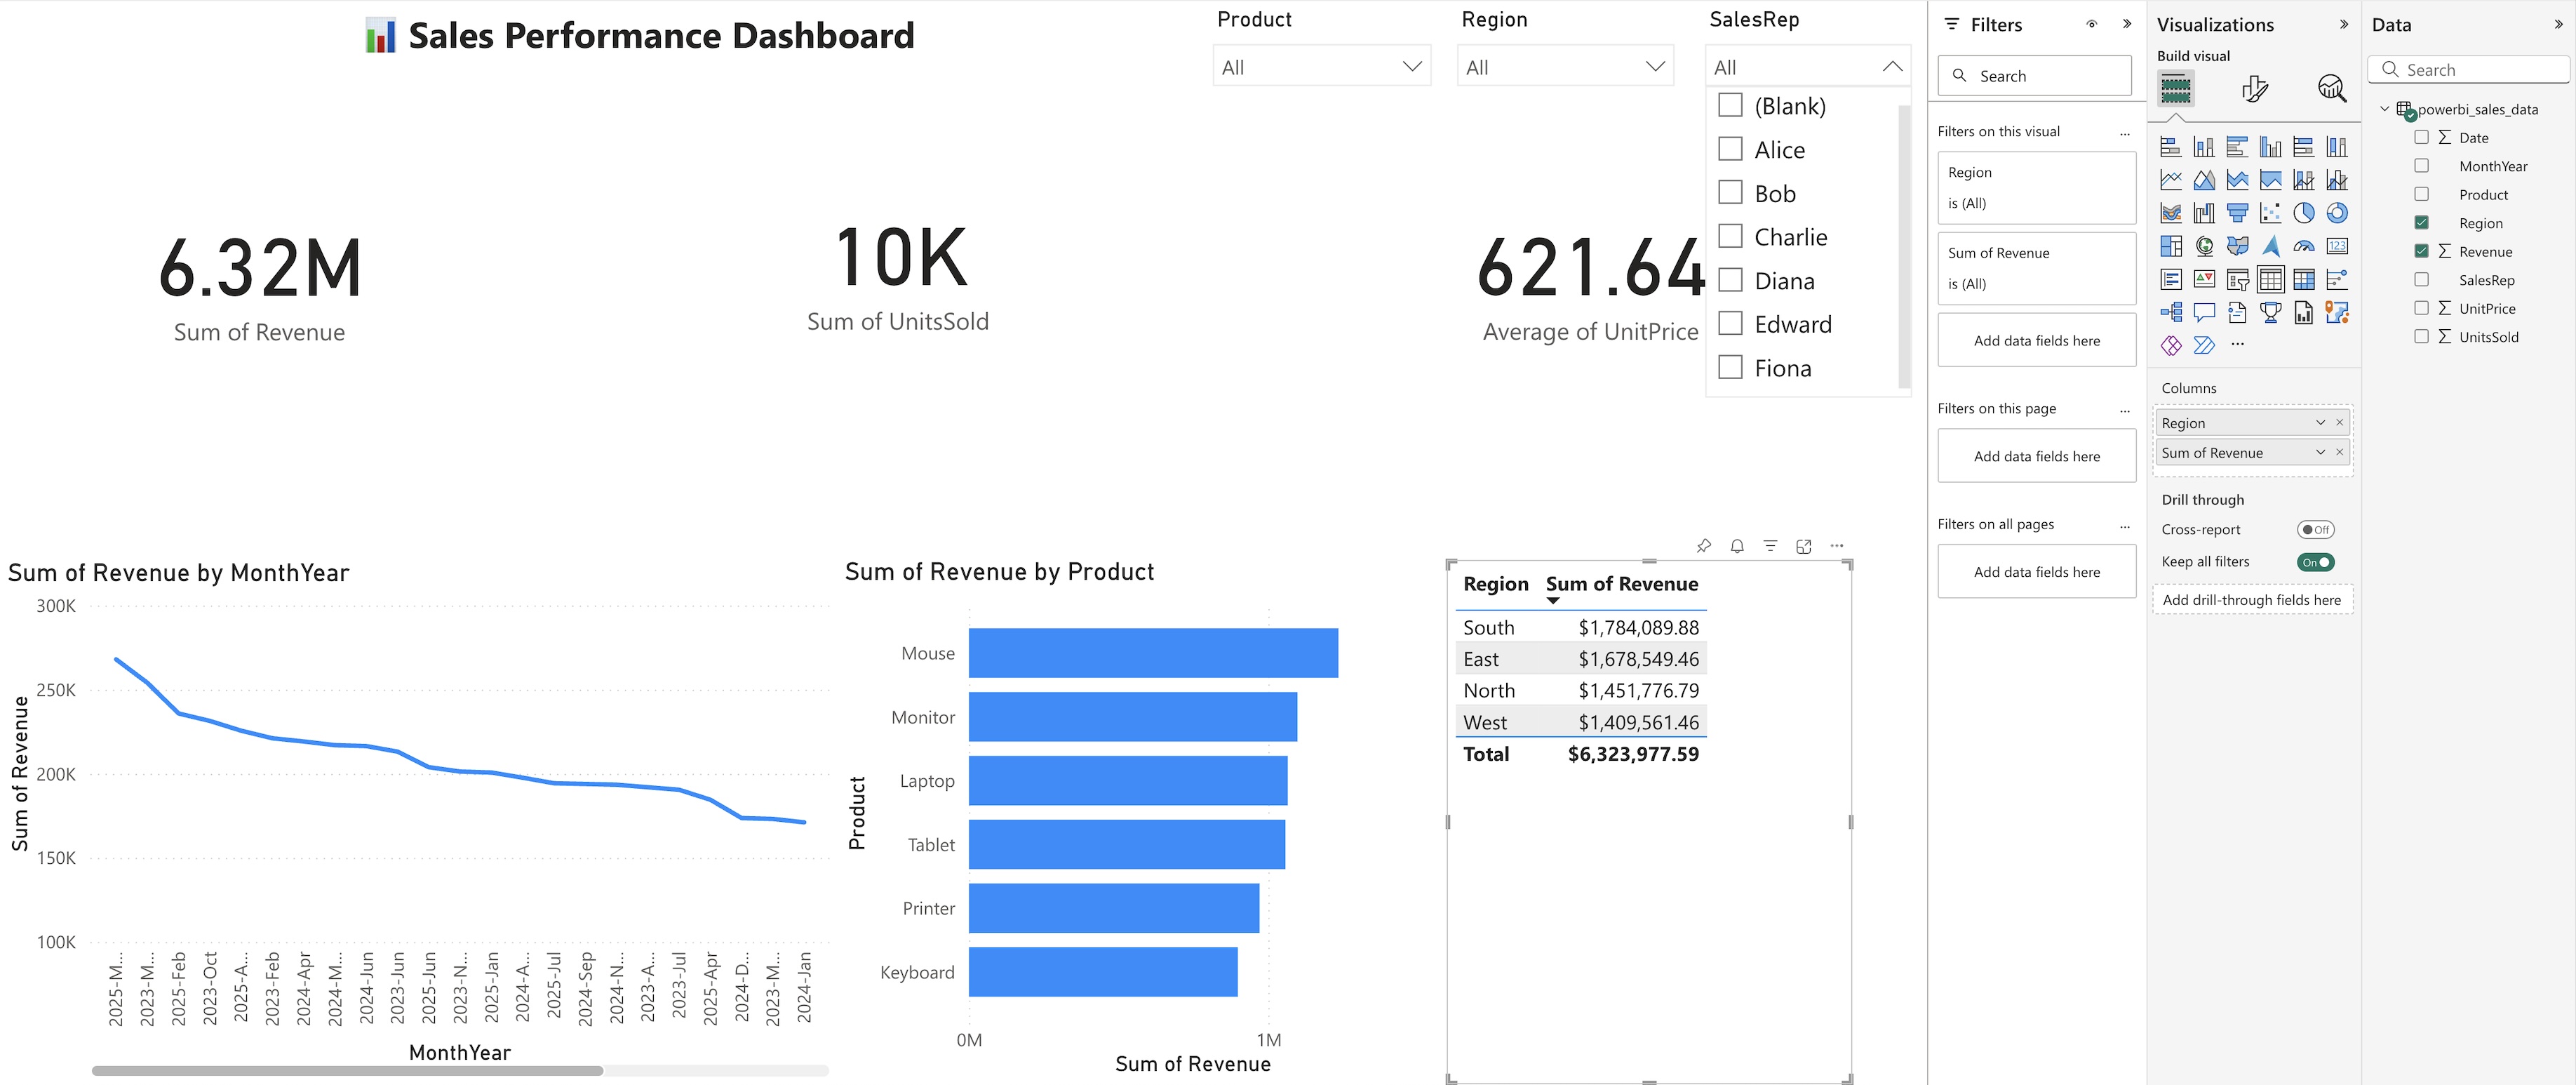 Sales Performance Dashboard
Product
All
Region
All
SalesRep
All
(Blank)
Alice
Bob
Charlie
Diana
Edward
Fiona
6.32M
Sum of Revenue
10K
Sum of UnitsSold
621.64
Average of UnitPrice
Sum of Revenue by MonthYear
Sum of Revenue
300K
250K
200K
150K
100K
2025-M...
2023-M...
2025-Feb
2023-Oct
2025-A...
2023-Feb
2024-Apr
2024-M...
2024-Jun
2023-Jun
2025-Jun
2023-N...
2025-Jan
2024-A...
2025-Jul
2024-Sep
2024-N...
2023-A...
2023-Jul
2025-Apr
2024-D...
2023-M...
2024-Jan
MonthYear
Sum of Revenue by Product
Product
Mouse
Monitor
Laptop
Tablet
Printer
Keyboard
0M 1M
Sum of Revenue
Region Sum of Revenue
South $1,784,089.88
East $1,678,549.46
North $1,451,776.79
West $1,409,561.46
Total $6,323,977.59
Filters
Search
Filters on this visual
Region
is (All)
Sum of Revenue
is (All)
Add data fields here
Filters on this page
Add data fields here
Filters on all pages
Add data fields here
Visualizations
Build visual
123
Columns
Region
Sum of Revenue
Drill through
Cross-report Off
Keep all filters On
Add drill-through fields here
Data
Search
powerbi_sales_data
∑ Date
MonthYear
Product
Region
∑ Revenue
SalesRep
∑ UnitPrice
∑ UnitsSold